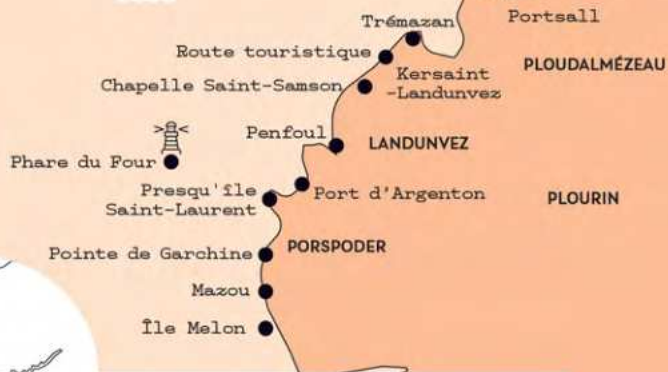 Trémazan
Portsall
Route touristique
PLOUDALMÉZEAU
Kersaint
-Landunvez
Chapelle Saint-Samson
Penfoul
LANDUNVEZ
Phare du Four
Presqu'île
Saint-Laurent
Port d'Argenton
PLOURIN
Pointe de Garchine
PORSPODER
Mazou
Île Melon